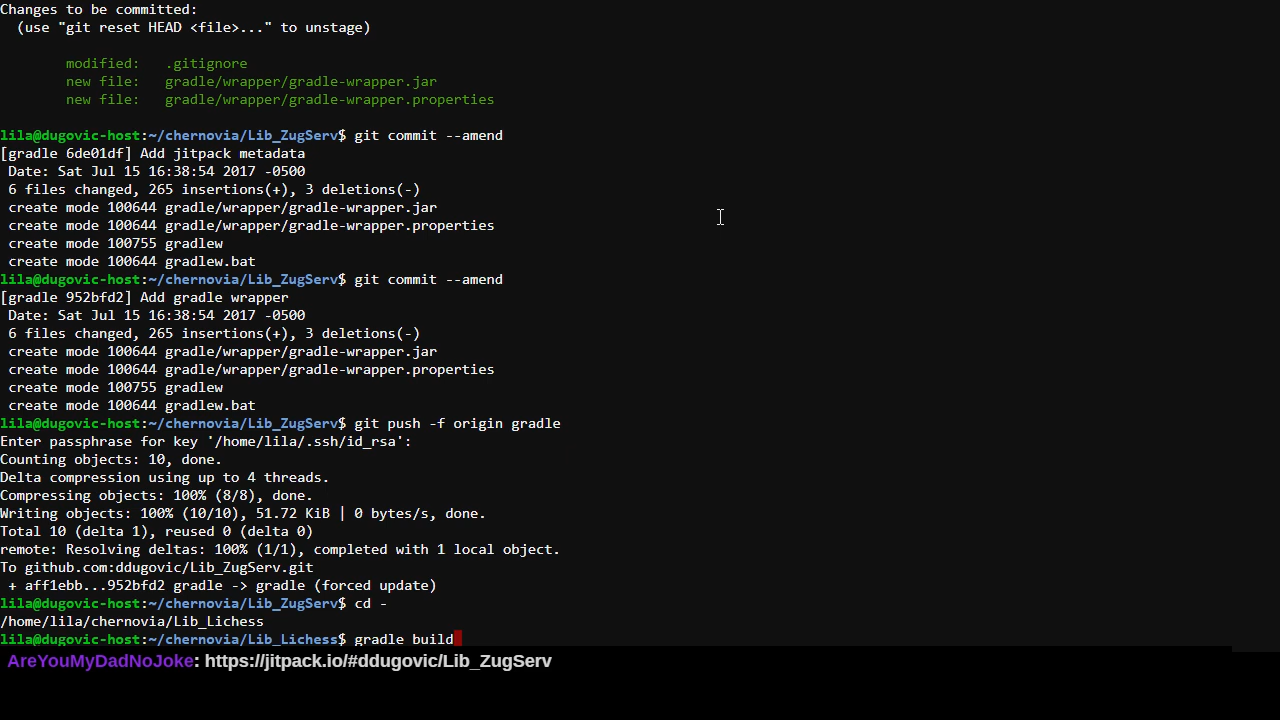 Changes to be committed:
  (use "git reset HEAD <file>..." to unstage)
        modified:   .gitignore
        new file:   gradle/wrapper/gradle-wrapper.jar
        new file:   gradle/wrapper/gradle-wrapper.properties
lila@dugovic-host:~/chernovia/Lib_ZugServ$ git commit --amend
[gradle 6de01df] Add jitpack metadata
 Date: Sat Jul 15 16:38:54 2017 -0500
 6 files changed, 265 insertions(+), 3 deletions(-)
 create mode 100644 gradle/wrapper/gradle-wrapper.jar
 create mode 100644 gradle/wrapper/gradle-wrapper.properties
 create mode 100755 gradlew
 create mode 100644 gradlew.bat
lila@dugovic-host:~/chernovia/Lib_ZugServ$ git commit --amend
[gradle 952bfd2] Add gradle wrapper
 Date: Sat Jul 15 16:38:54 2017 -0500
 6 files changed, 265 insertions(+), 3 deletions(-)
 create mode 100644 gradle/wrapper/gradle-wrapper.jar
 create mode 100644 gradle/wrapper/gradle-wrapper.properties
 create mode 100755 gradlew
 create mode 100644 gradlew.bat
lila@dugovic-host:~/chernovia/Lib_ZugServ$ git push -f origin gradle
Enter passphrase for key '/home/lila/.ssh/id_rsa':
Counting objects: 10, done.
Delta compression using up to 4 threads.
Compressing objects: 100% (8/8), done.
Writing objects: 100% (10/10), 51.72 KiB | 0 bytes/s, done.
Total 10 (delta 1), reused 0 (delta 0)
remote: Resolving deltas: 100% (1/1), completed with 1 local object.
To github.com:ddugovic/Lib_ZugServ.git
 + aff1ebb...952bfd2 gradle -> gradle (forced update)
lila@dugovic-host:~/chernovia/Lib_ZugServ$ cd -
/home/lila/chernovia/Lib_Lichess
lila@dugovic-host:~/chernovia/Lib_Lichess$ gradle build
AreYouMyDadNoJoke: https://jitpack.io/#ddugovic/Lib_ZugServ